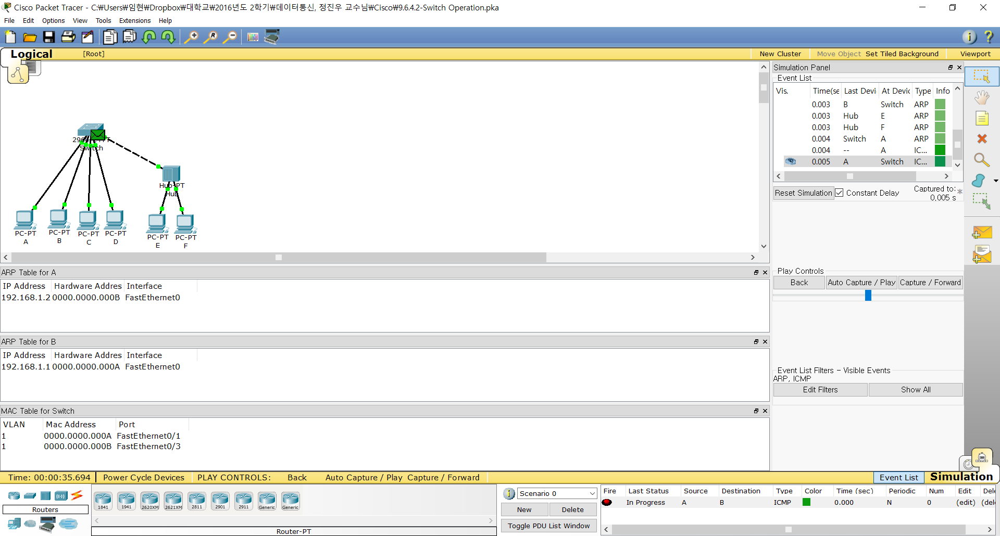 Cisco Packet Tracer - C:₩Users₩임현₩Dropbox₩대학교₩2016년도 2학기₩데이터통신, 정진우 교수님₩Cisco₩9.6.4.2-Switch Operation.pka
File Edit Options View Tools Extensions Help
Logical [Root] New Cluster Move Object Set Tiled Background Viewport
Switch
Hub-PT
Hub
PC-PT PC-PT PC-PT PC-PT PC-PT PC-PT
A B C D E F
Simulation Panel
Event List
Vis. Time(se Last Devi At Devic Type Info
0.003 B Switch ARP
0.003 Hub E ARP
0.003 Hub F ARP
0.004 Switch A ARP
0.004 -- A IC...
0.005 A Switch IC...
Reset Simulation Constant Delay Captured to: *
0,005 s
Play Controls
Back Auto Capture / Play Capture / Forward
Event List Filters - Visible Events
ARP, ICMP
Edit Filters Show All
ARP Table for A
IP Address Hardware Addres Interface
192.168.1.2 0000.0000.000B FastEthernet0
ARP Table for B
IP Address Hardware Addres Interface
192.168.1.1 0000.0000.000A FastEthernet0
MAC Table for Switch
VLAN Mac Address Port
1 0000.0000.000A FastEthernet0/1
1 0000.0000.000B FastEthernet0/3
Time: 00:00:35.694 Power Cycle Devices PLAY CONTROLS: Back Auto Capture / Play Capture / Forward Event List Simulation
Routers
1841 1941 2620XM 2621XM 2811 2901 2911 Generic Generic
Router-PT
Scenario 0
New Delete
Toggle PDU List Window
Fire Last Status Source Destination Type Color Time (sec) Periodic Num Edit Dele
In Progress A B ICMP 0.000 N 0 (edit) (del